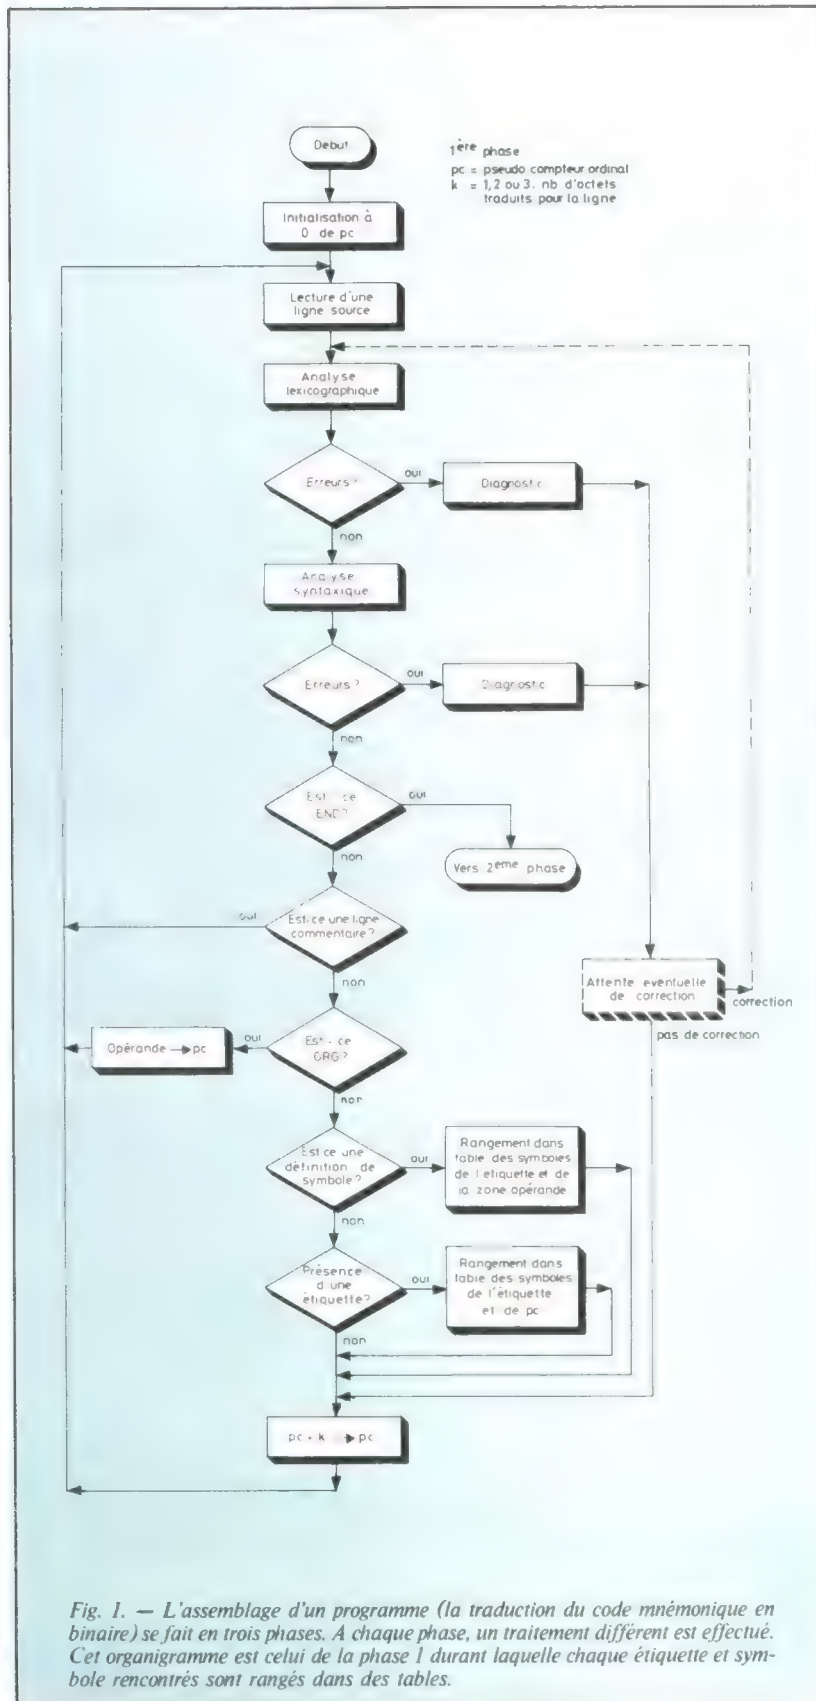 Début
1ère phase
pc = pseudo compteur ordinal
k = 1,2 ou 3. nb d'octets
traduits pour la ligne
Initialisation à
0 de pc
Lecture d'une
ligne source
Analyse
lexicographique
Erreurs?
oui
Diagnostic
non
Analyse
syntaxique
Erreurs?
oui
Diagnostic
non
Est-ce
END?
oui
non
Vers 2eme phase
oui
Est-ce une ligne
commentaire?
non
Attente eventuelle
de correction
correction
pas de correction
Opérande → pc
oui
Est-ce
ORG?
non
Est ce une
définition de
symbole?
oui
Rangement dans
table des symboles
de l'etiquette et de
la zone opérande
non
Présence
d'une
étiquette?
oui
Rangement dans
table des symboles
de l'étiquette
et de pc
non
pc + k → pc
Fig. 1. — L'assemblage d'un programme (la traduction du code mnémonique en
binaire) se fait en trois phases. A chaque phase, un traitement différent est effectué.
Cet organigramme est celui de la phase 1 durant laquelle chaque étiquette et sym-
bole rencontrés sont rangés dans des tables.